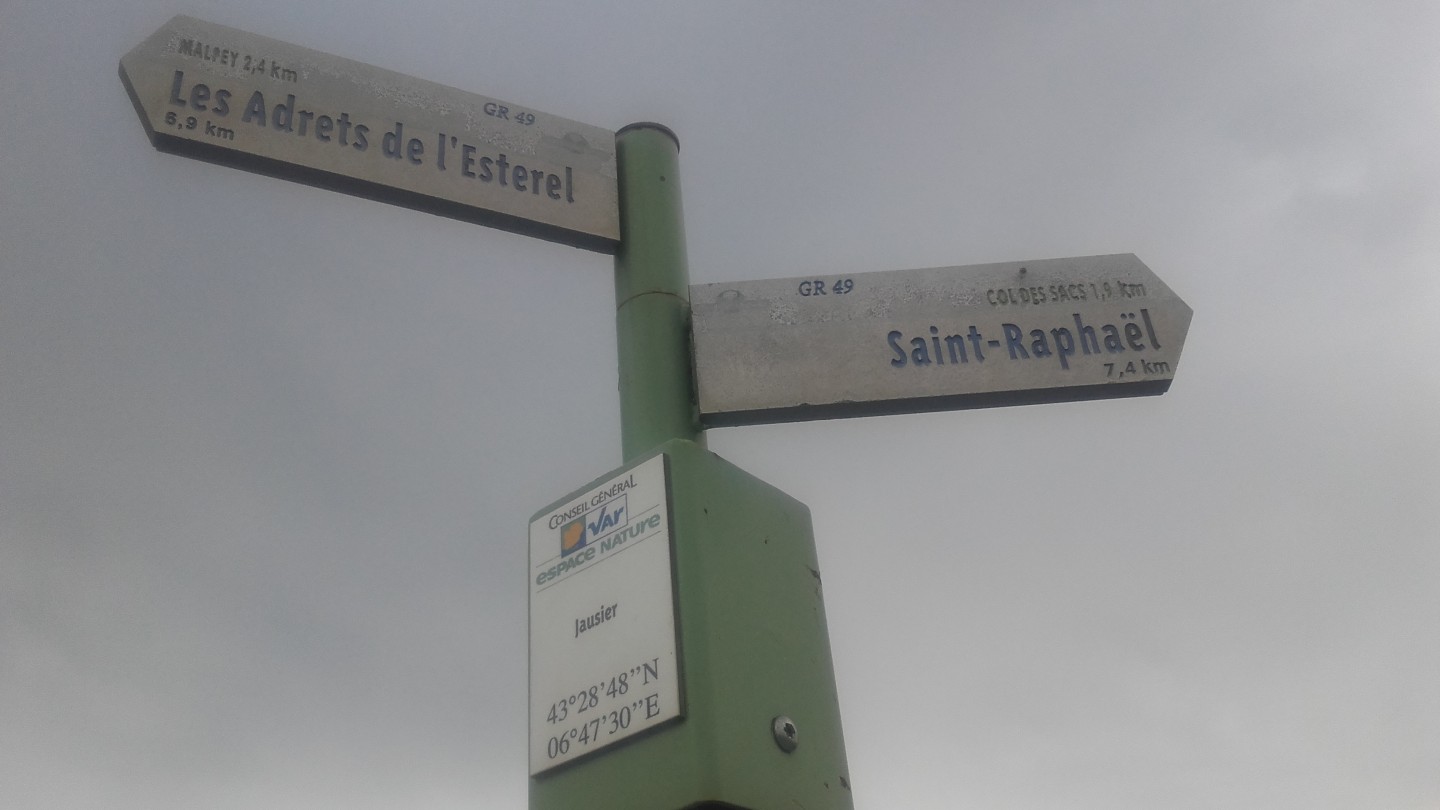 MALPEY 2,4 km
GR 49
Les Adrets de l'Esterel
6,9 km
GR 49
COL DES SACS 1,9 km
Saint-Raphaël
7,4 km
CONSEIL GÉNÉRAL
VAr
eSPACe NATUre
Jausier
43°28'48''N
06°47'30''E